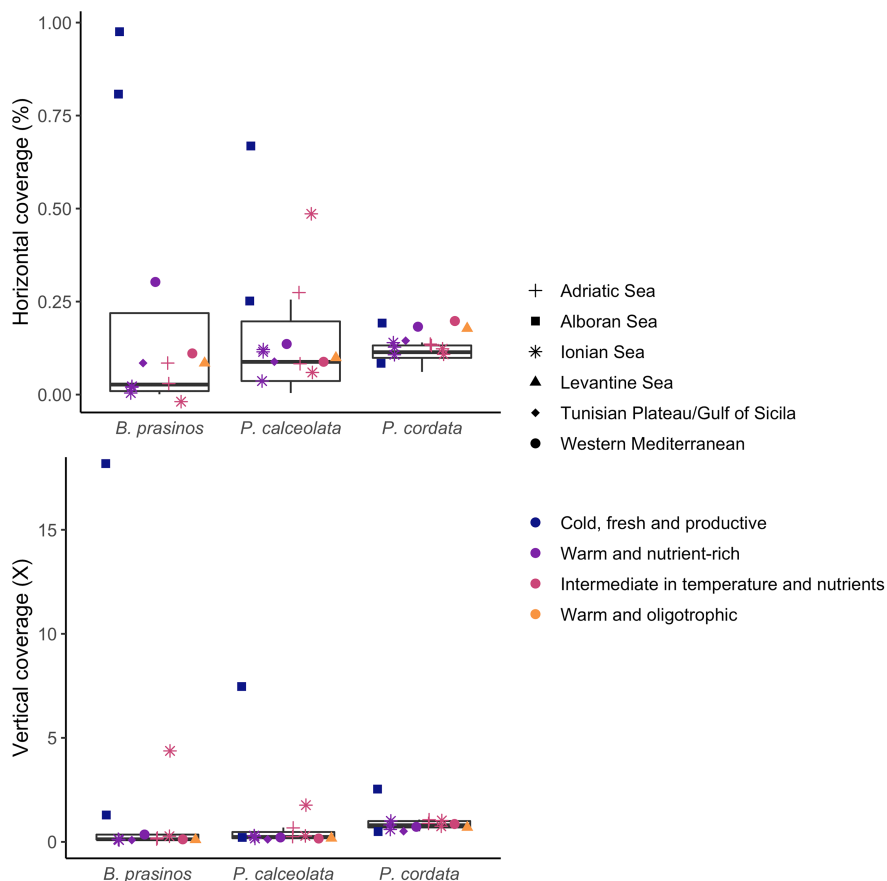 Horizontal coverage (%)
1.00
0.75
0.50
0.25
0.00
B. prasinos P. calceolata P. cordata
Adriatic Sea
Alboran Sea
Ionian Sea
Levantine Sea
Tunisian Plateau/Gulf of Sicila
Western Mediterranean
Cold, fresh and productive
Warm and nutrient-rich
Intermediate in temperature and nutrients
Warm and oligotrophic
Vertical coverage (X)
15
10
5
0
B. prasinos P. calceolata P. cordata